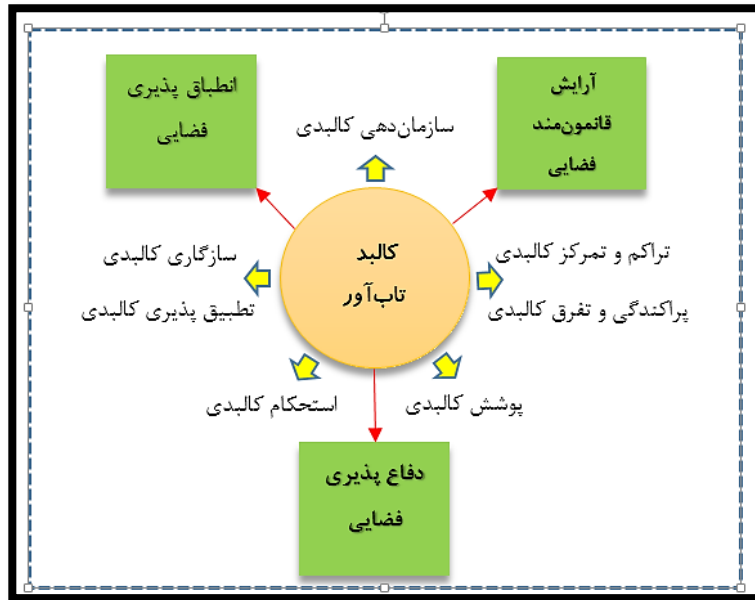 آرایش
قانمون‌مند
فضایی
انطباق پذیری
فضایی
سازمان‌دهی کالبدی
کالبد
تاب‌آور
تراکم و تمرکز کالبدی
پراکندگی و تفرق کالبدی
سازگاری کالبدی
تطبیق پذیری کالبدی
پوشش کالبدی
استحکام کالبدی
دفاع پذیری
فضایی